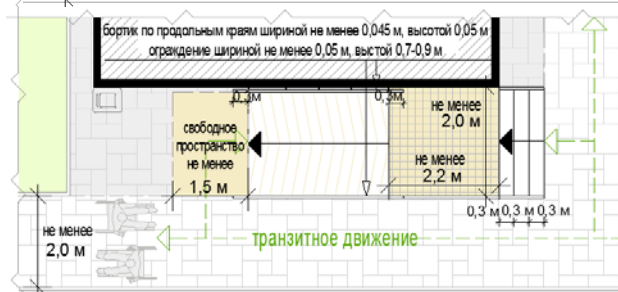 бортик по продольным краям шириной не менее 0,045 м, высотой 0,05 м
ограждение шириной не менее 0,05 м, выстой 0,7-0,9 м
0,3м
0,3м
не менее
2,0 м
свободное
пространство
не менее
1,5 м
не менее
2,2 м
0,3 м 0,3 м 0,3 м
не менее
2,0 м
транзитное движение